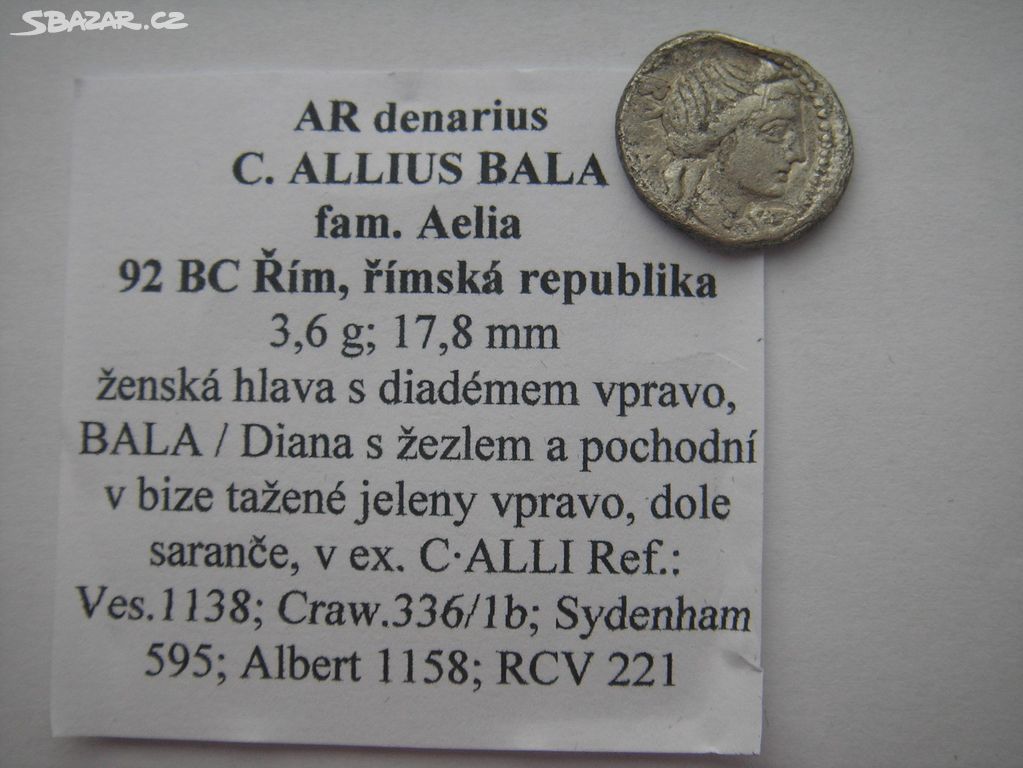 SBAZAR.CZ
AR denarius
C. ALLIUS BALA
fam. Aelia
92 BC Řím, římská republika
3,6 g; 17,8 mm
ženská hlava s diadémem vpravo,
BALA / Diana s žezlem a pochodní
v bize tažené jeleny vpravo, dole
saranče, v ex. C·ALLI Ref.:
Ves.1138; Craw.336/1b; Sydenham
595; Albert 1158; RCV 221